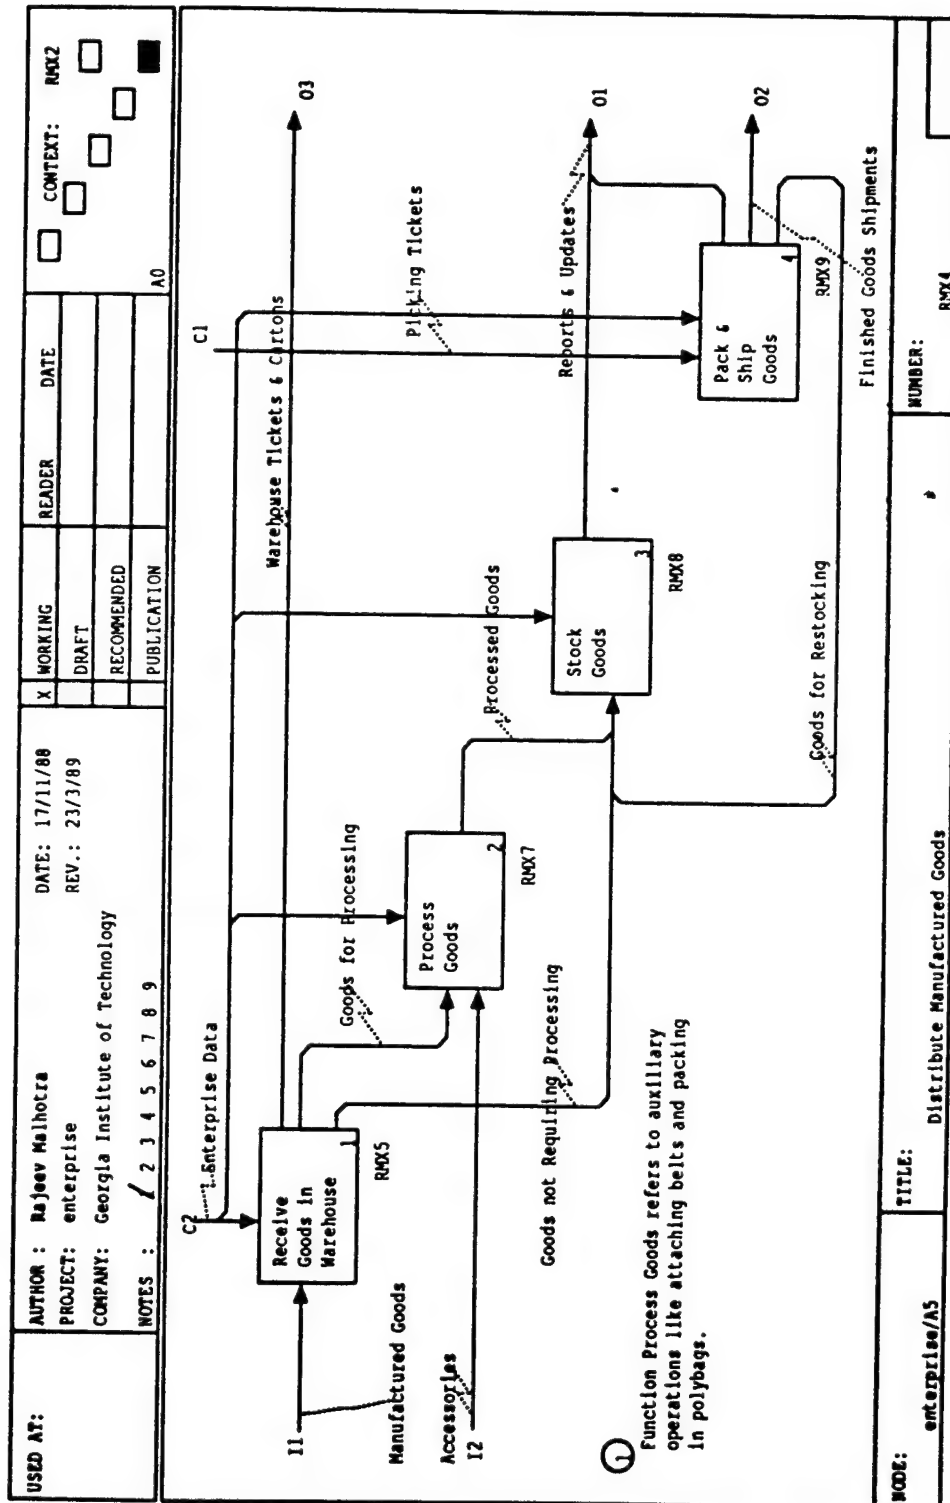 USED AT:
AUTHOR : Rajeev Malhotra
DATE: 17/11/88
PROJECT: enterprise
REV.: 23/3/89
COMPANY: Georgia Institute of Technology
NOTES : 1 2 3 4 5 6 7 8 9
X WORKING
DRAFT
RECOMMENDED
PUBLICATION
READER DATE
CONTEXT: RMX2
A0
C2
Enterprise Data
C1
I1
Manufactured Goods
Receive
Goods in
Warehouse
1
RMX5
Warehouse Tickets & Cartons
O3
Goods for Processing
Picking Tickets
Accessories
I2
Process
Goods
2
RMX7
Goods not Requiring Processing
Processed Goods
Stock
Goods
3
RMX8
Reports & Updates
O1
Pack &
Ship
Goods
4
RMX9
O2
Finished Goods Shipments
Goods for Restocking
1
Function Process Goods refers to auxilliary
operations like attaching belts and packing
in polybags.
NODE:
enterprise/A5
TITLE:
Distribute Manufactured Goods
#
NUMBER: